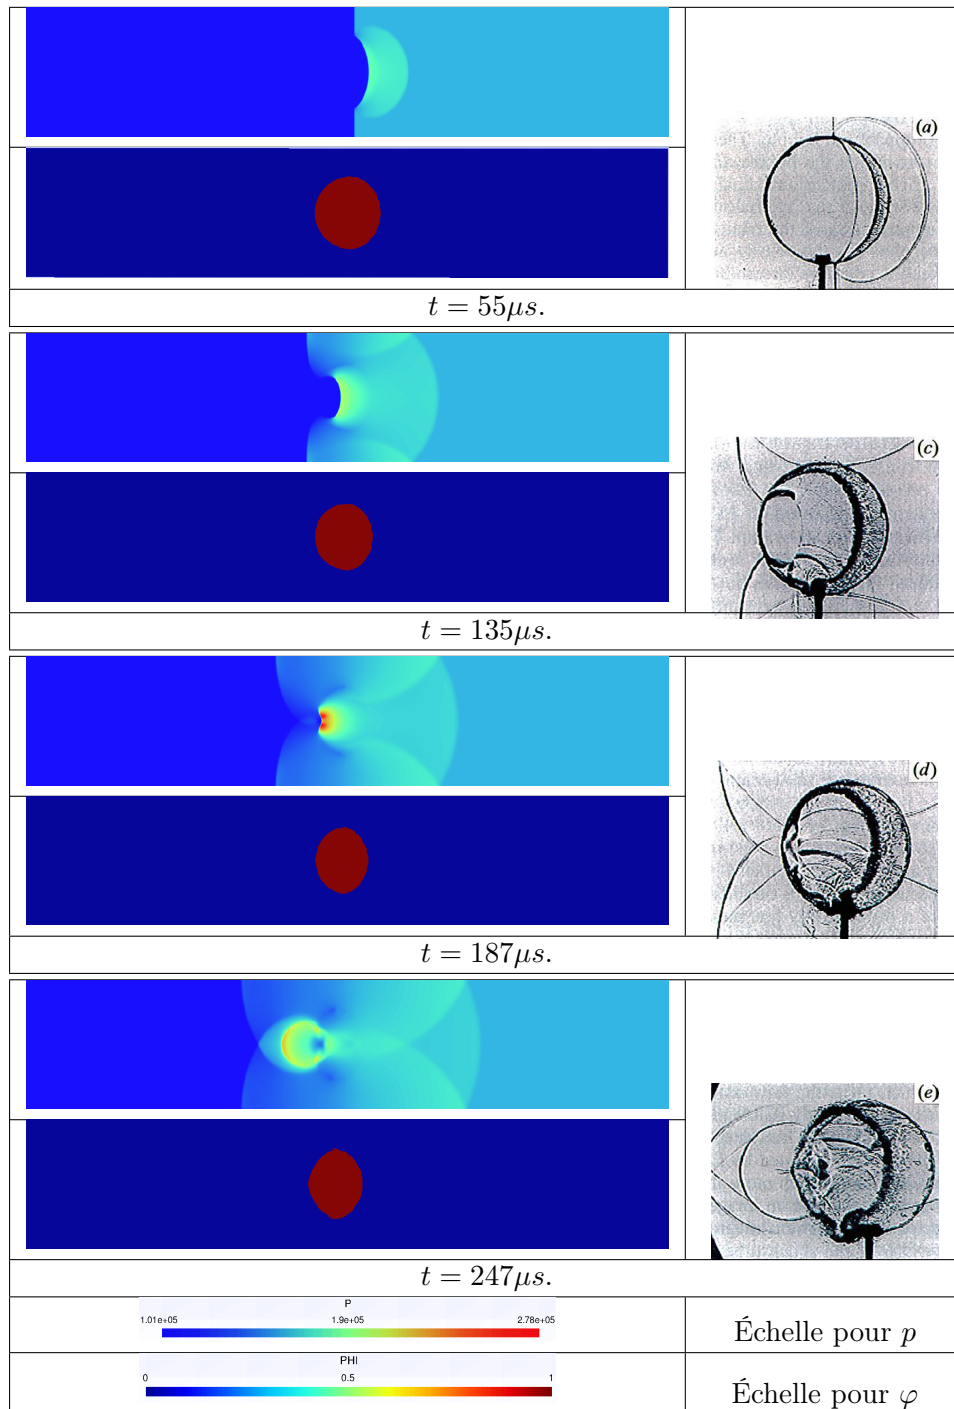 (a)
t = 55μs.
(c)
t = 135μs.
(d)
t = 187μs.
(e)
t = 247μs.
P
1.01e+05 1.9e+05 2.78e+05
Échelle pour p
PHI
0 0.5 1
Échelle pour φ